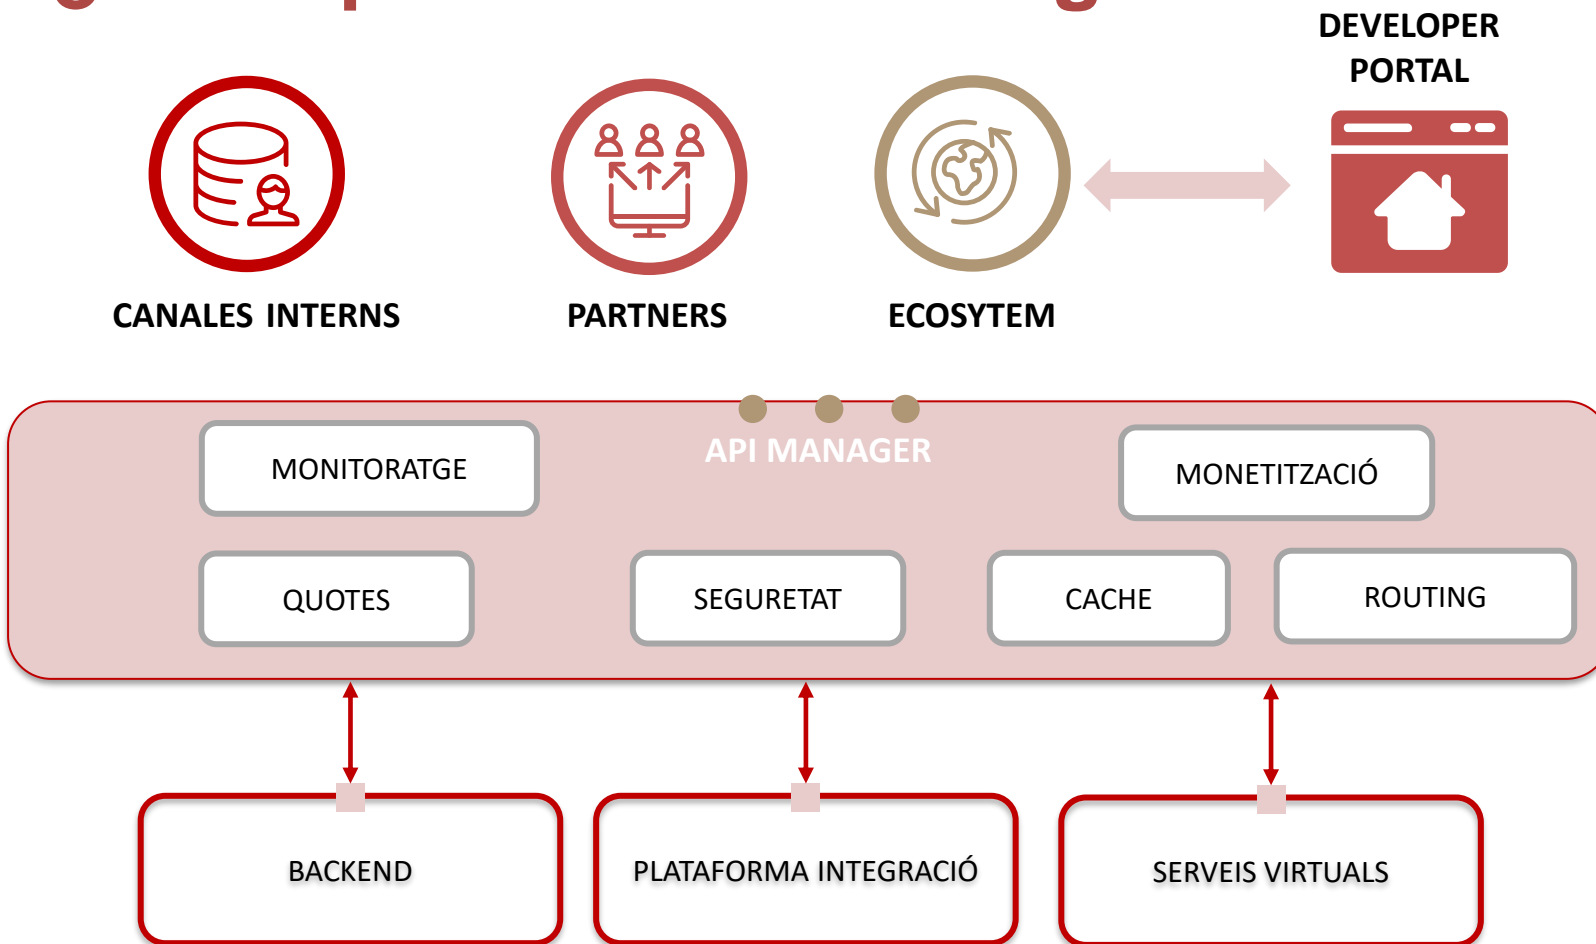 DEVELOPER
PORTAL
CANALES INTERNS
PARTNERS
ECOSYTEM
API MANAGER
MONITORATGE
MONETITZACIÓ
QUOTES
SEGURETAT
CACHE
ROUTING
BACKEND
PLATAFORMA INTEGRACIÓ
SERVEIS VIRTUALS